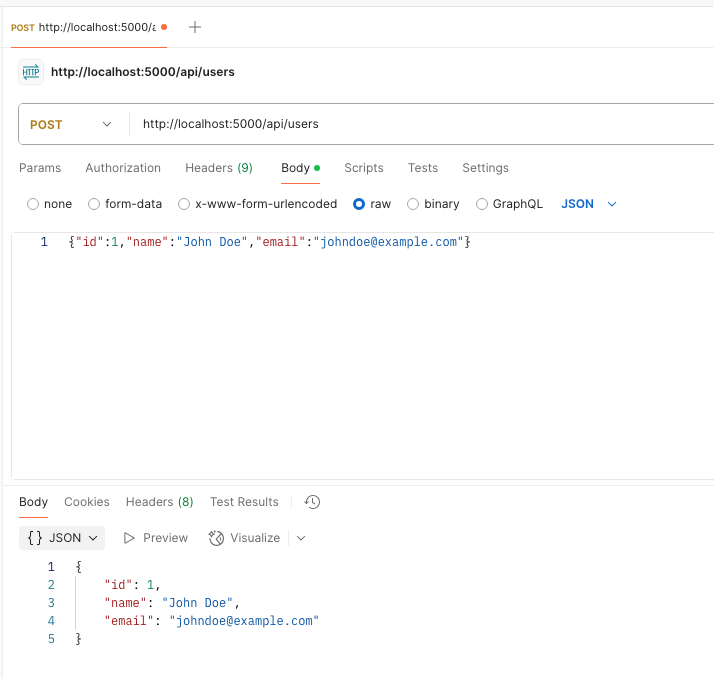 POST http://localhost:5000/a
HTTP http://localhost:5000/api/users
POST http://localhost:5000/api/users
Params Authorization Headers (9) Body Scripts Tests Settings
none form-data x-www-form-urlencoded raw binary GraphQL JSON
1 {"id":1,"name":"John Doe","email":"johndoe@example.com"}
Body Cookies Headers (8) Test Results
{} JSON Preview Visualize
1 {
2 "id": 1,
3 "name": "John Doe",
4 "email": "johndoe@example.com"
5 }